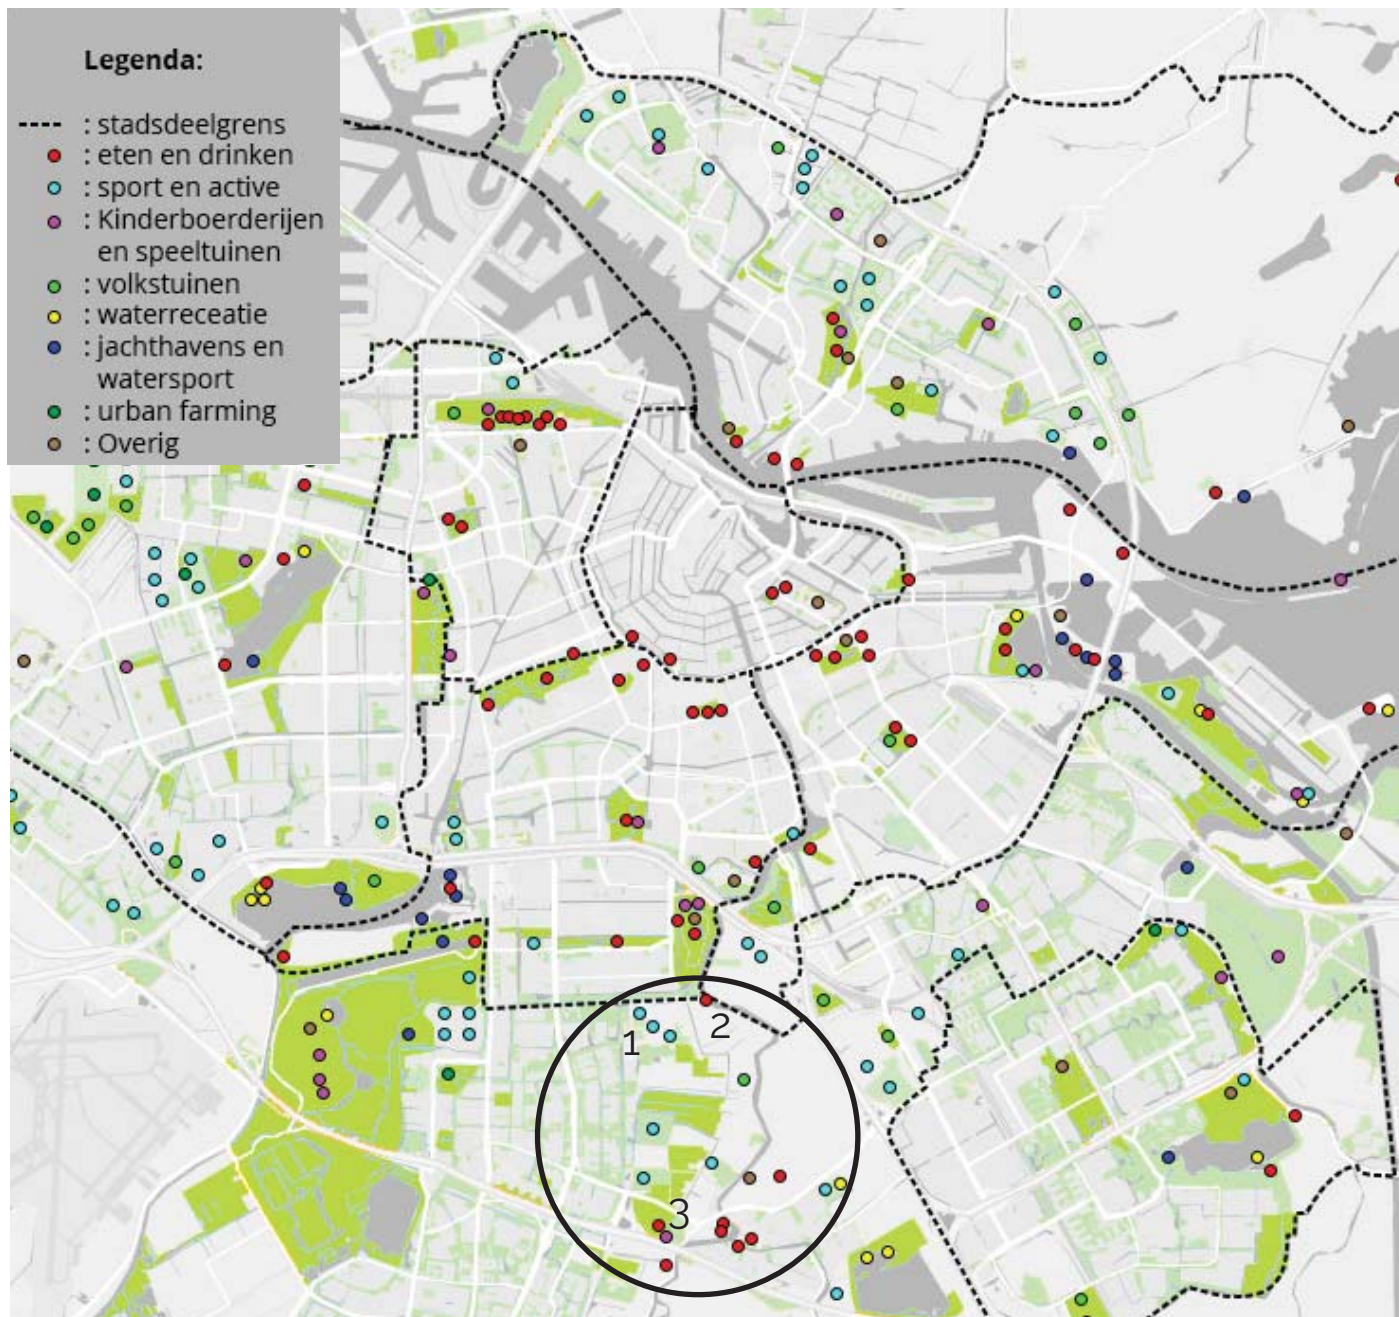 Legenda:
: stadsdeelgrens
: eten en drinken
: sport en active
: Kinderboerderijen
en speeltuinen
: volkstuinen
: waterreceatie
: jachthavens en
watersport
: urban farming
: Overig
1
2
3